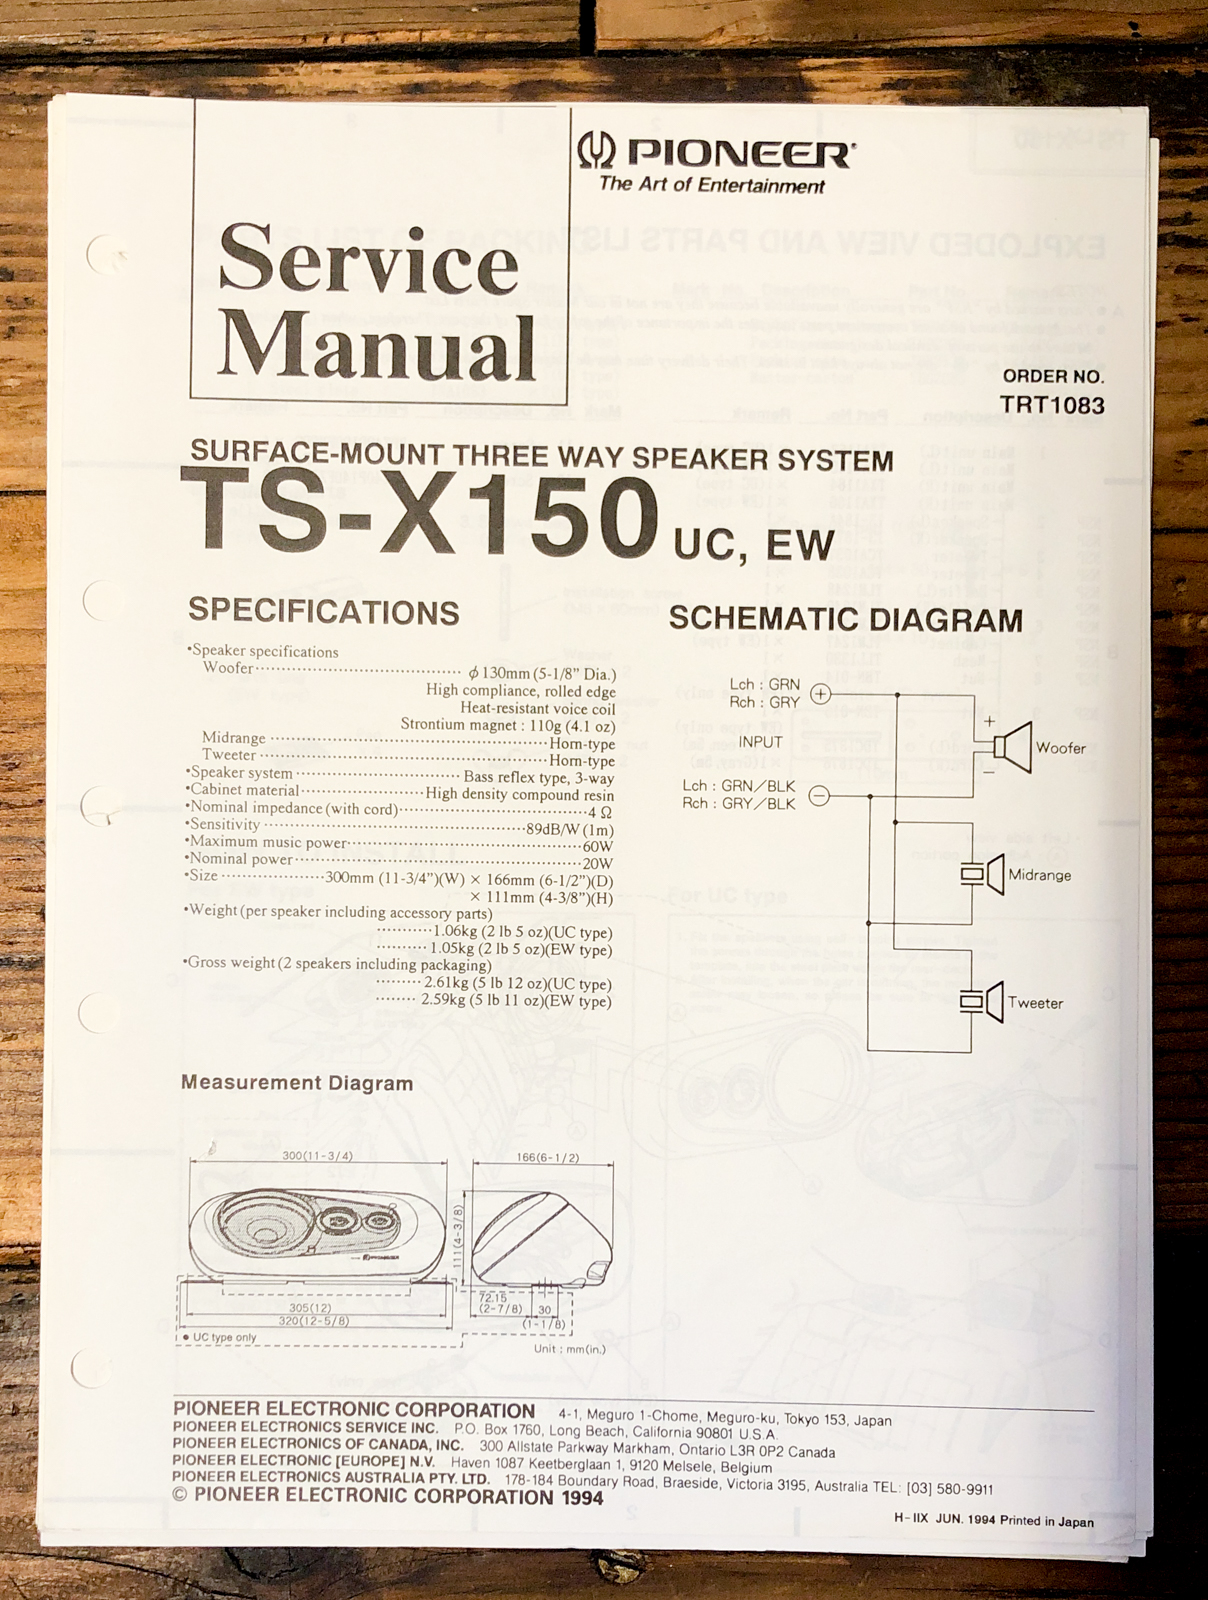 PIONEER
The Art of Entertainment
Service
Manual
ORDER NO.
TRT1083
SURFACE-MOUNT THREE WAY SPEAKER SYSTEM
TS-X150 UC, EW
SPECIFICATIONS
•Speaker specifications
Woofer ϕ 130mm (5-1/8" Dia.)
High compliance, rolled edge
Heat-resistant voice coil
Strontium magnet : 110g (4.1 oz)
Midrange Horn-type
Tweeter Horn-type
•Speaker system Bass reflex type, 3-way
•Cabinet material High density compound resin
•Nominal impedance (with cord) 4 Ω
•Sensitivity 89dB/W (1m)
•Maximum music power 60W
•Nominal power 20W
•Size 300mm (11-3/4")(W) × 166mm (6-1/2")(D)
× 111mm (4-3/8")(H)
•Weight (per speaker including accessory parts)
1.06kg (2 lb 5 oz)(UC type)
1.05kg (2 lb 5 oz)(EW type)
•Gross weight (2 speakers including packaging)
2.61kg (5 lb 12 oz)(UC type)
2.59kg (5 lb 11 oz)(EW type)
SCHEMATIC DIAGRAM
Lch : GRN
Rch : GRY
+
+
INPUT
Woofer
−
Lch : GRN/BLK
Rch : GRY/BLK
−
Midrange
Tweeter
Measurement Diagram
300(11-3/4)
166(6-1/2)
111(4-3/8)
PIONEER
72.15
(2-7/8)
30
(1-1/8)
305(12)
320(12-5/8)
● UC type only
Unit : mm(in.)
PIONEER ELECTRONIC CORPORATION 4-1, Meguro 1-Chome, Meguro-ku, Tokyo 153, Japan
PIONEER ELECTRONICS SERVICE INC. P.O. Box 1760, Long Beach, California 90801 U.S.A.
PIONEER ELECTRONICS OF CANADA, INC. 300 Allstate Parkway Markham, Ontario L3R 0P2 Canada
PIONEER ELECTRONIC [EUROPE] N.V. Haven 1087 Keetberglaan 1, 9120 Melsele, Belgium
PIONEER ELECTRONICS AUSTRALIA PTY. LTD. 178-184 Boundary Road, Braeside, Victoria 3195, Australia TEL: [03] 580-9911
© PIONEER ELECTRONIC CORPORATION 1994
H-IIX JUN. 1994 Printed in Japan